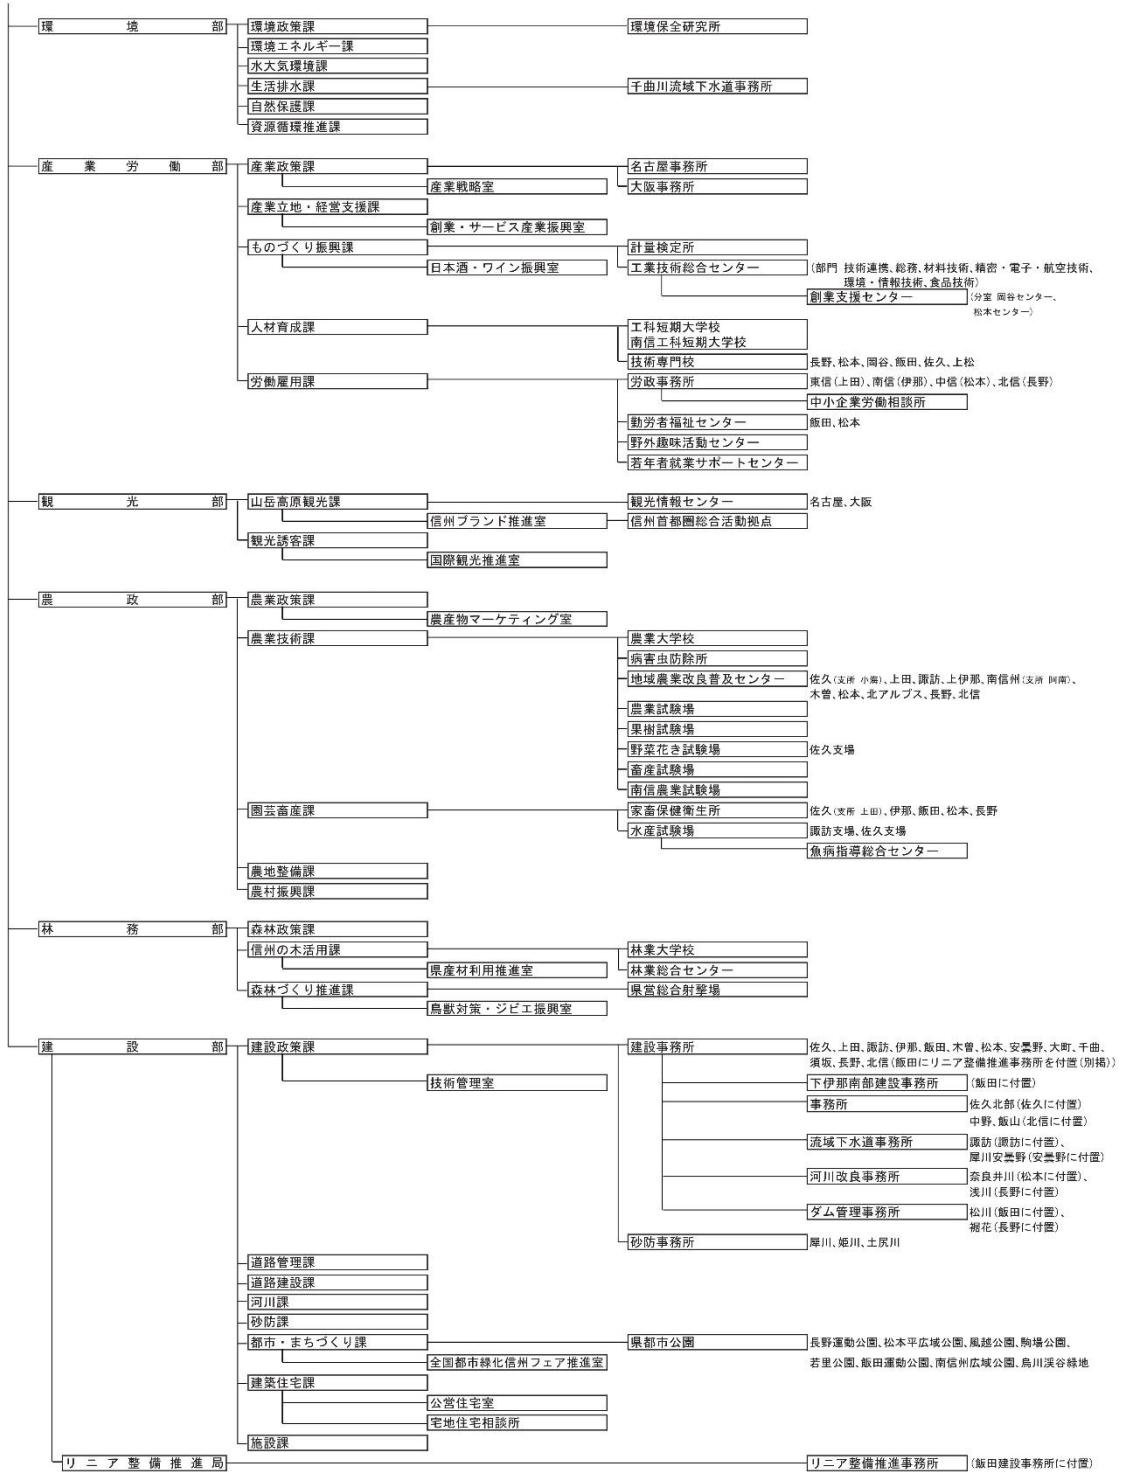 環境部 環境政策課 環境保全研究所
環境エネルギー課
水大気環境課
生活排水課 千曲川流域下水道事務所
自然保護課
資源循環推進課
産業労働部 産業政策課 名古屋事務所
産業戦略室 大阪事務所
産業立地・経営支援課
創業・サービス産業振興室
ものづくり振興課 計量検定所
日本酒・ワイン振興室 工業技術総合センター (部門 技術連携、総務、材料技術、精密・電子・航空技術、
環境・情報技術、食品技術)
創業支援センター (分室 岡谷センター、
松本センター)
人材育成課 工科短期大学校
南信工科短期大学校
技術専門校 長野、松本、岡谷、飯田、佐久、上松
労働雇用課 労政事務所 東信(上田)、南信(伊那)、中信(松本)、北信(長野)
中小企業労働相談所
勤労者福祉センター 飯田、松本
野外趣味活動センター
若年者就業サポートセンター
観光部 山岳高原観光課 観光情報センター 名古屋、大阪
信州ブランド推進室 信州首都圏総合活動拠点
観光誘客課
国際観光推進室
農政部 農業政策課
農産物マーケティング室
農業技術課 農業大学校
病害虫防除所
地域農業改良普及センター 佐久(支所 小海)、上田、諏訪、上伊那、南信州(支所 阿南)、
木曽、松本、北アルプス、長野、北信
農業試験場
果樹試験場
野菜花き試験場 佐久支場
畜産試験場
南信農業試験場
園芸畜産課 家畜保健衛生所 佐久(支所 上田)、伊那、飯田、松本、長野
水産試験場 諏訪支場、佐久支場
魚病指導総合センター
農地整備課
農村振興課
林務部 森林政策課
信州の木活用課 林業大学校
県産材利用推進室 林業総合センター
森林づくり推進課 県営総合射撃場
鳥獣対策・ジビエ振興室
建設部 建設政策課 建設事務所 佐久、上田、諏訪、伊那、飯田、木曽、松本、安曇野、大町、千曲、
須坂、長野、北信(飯田にリニア整備推進事務所を付置(別掲))
技術管理室 下伊那南部建設事務所 (飯田に付置)
事務所 佐久北部(佐久に付置)
中野、飯山(北信に付置)
流域下水道事務所 諏訪(諏訪に付置)、
犀川安曇野(安曇野に付置)
河川改良事務所 奈良井川(松本に付置)、
浅川(長野に付置)
ダム管理事務所 松川(飯田に付置)、
裾花(長野に付置)
砂防事務所 犀川、姫川、土尻川
道路管理課
道路建設課
河川課
砂防課
都市・まちづくり課 県都市公園 長野運動公園、松本平広域公園、風越公園、駒場公園、
全国都市緑化信州フェア推進室 若里公園、飯田運動公園、南信州広域公園、烏川渓谷緑地
建築住宅課
公営住宅室
宅地住宅相談所
施設課
リニア整備推進局 リニア整備推進事務所 (飯田建設事務所に付置)